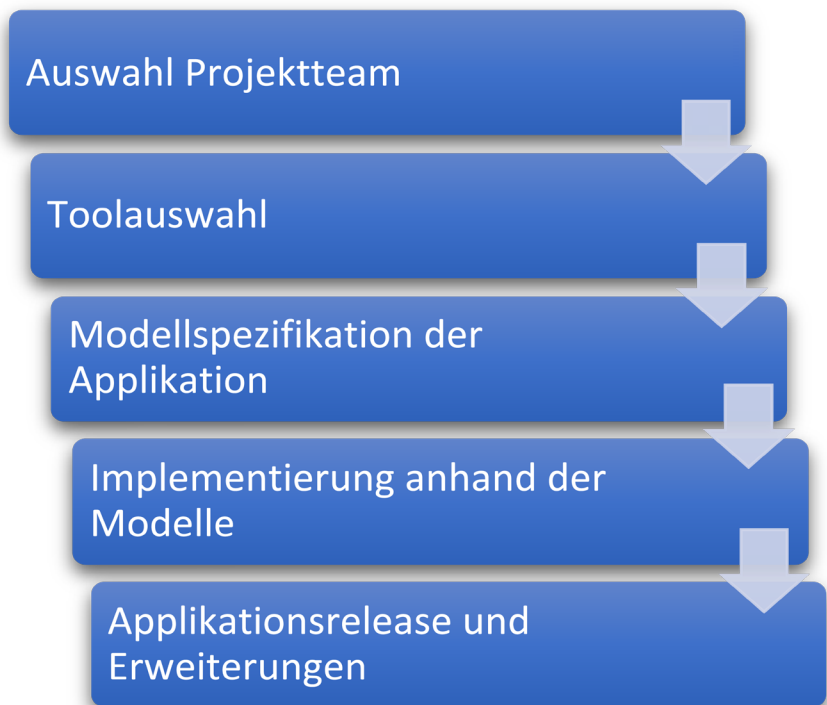 Auswahl Projektteam
Toolauswahl
Modellspezifikation der
Applikation
Implementierung anhand der
Modelle
Applikationsrelease und
Erweiterungen